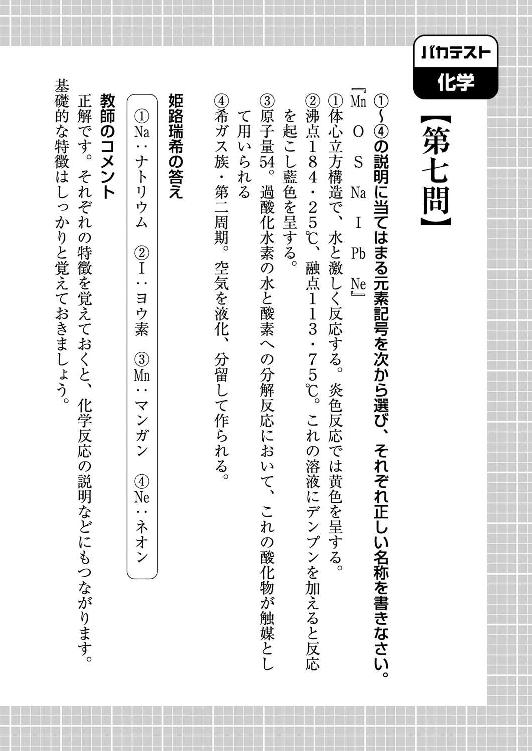 バカテスト
化学
【第七問】
①～④の説明に当てはまる元素記号を次から選び、それぞれ正しい名称を書きなさい。
『Mn O S Na I Pb Ne』
①体心立方構造で、水と激しく反応する。炎色反応では黄色を呈する。
②沸点184・25℃、融点113・75℃。これの溶液にデンプンを加えると反応
を起こし藍色を呈する。
③原子量54。過酸化水素の水と酸素への分解反応において、これの酸化物が触媒とし
て用いられる
④希ガス族・第二周期。空気を液化、分留して作られる。
姫路瑞希の答え
①Na：ナトリウム ②I：ヨウ素 ③Mn：マンガン ④Ne：ネオン
教師のコメント
正解です。それぞれの特徴を覚えておくと、化学反応の説明などにもつながります。
基礎的な特徴はしっかりと覚えておきましょう。